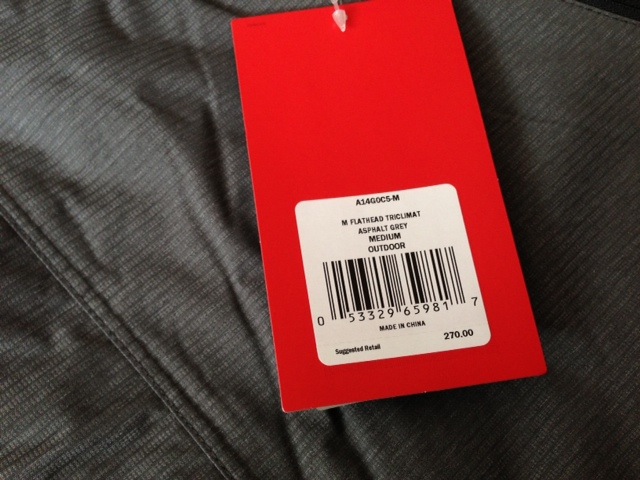 A14G0C5-M
M FLATHEAD TRICLIMAT
ASPHALT GREY
MEDIUM
OUTDOOR
0 53329 65981 7
MADE IN CHINA
Suggested Retail 270.00